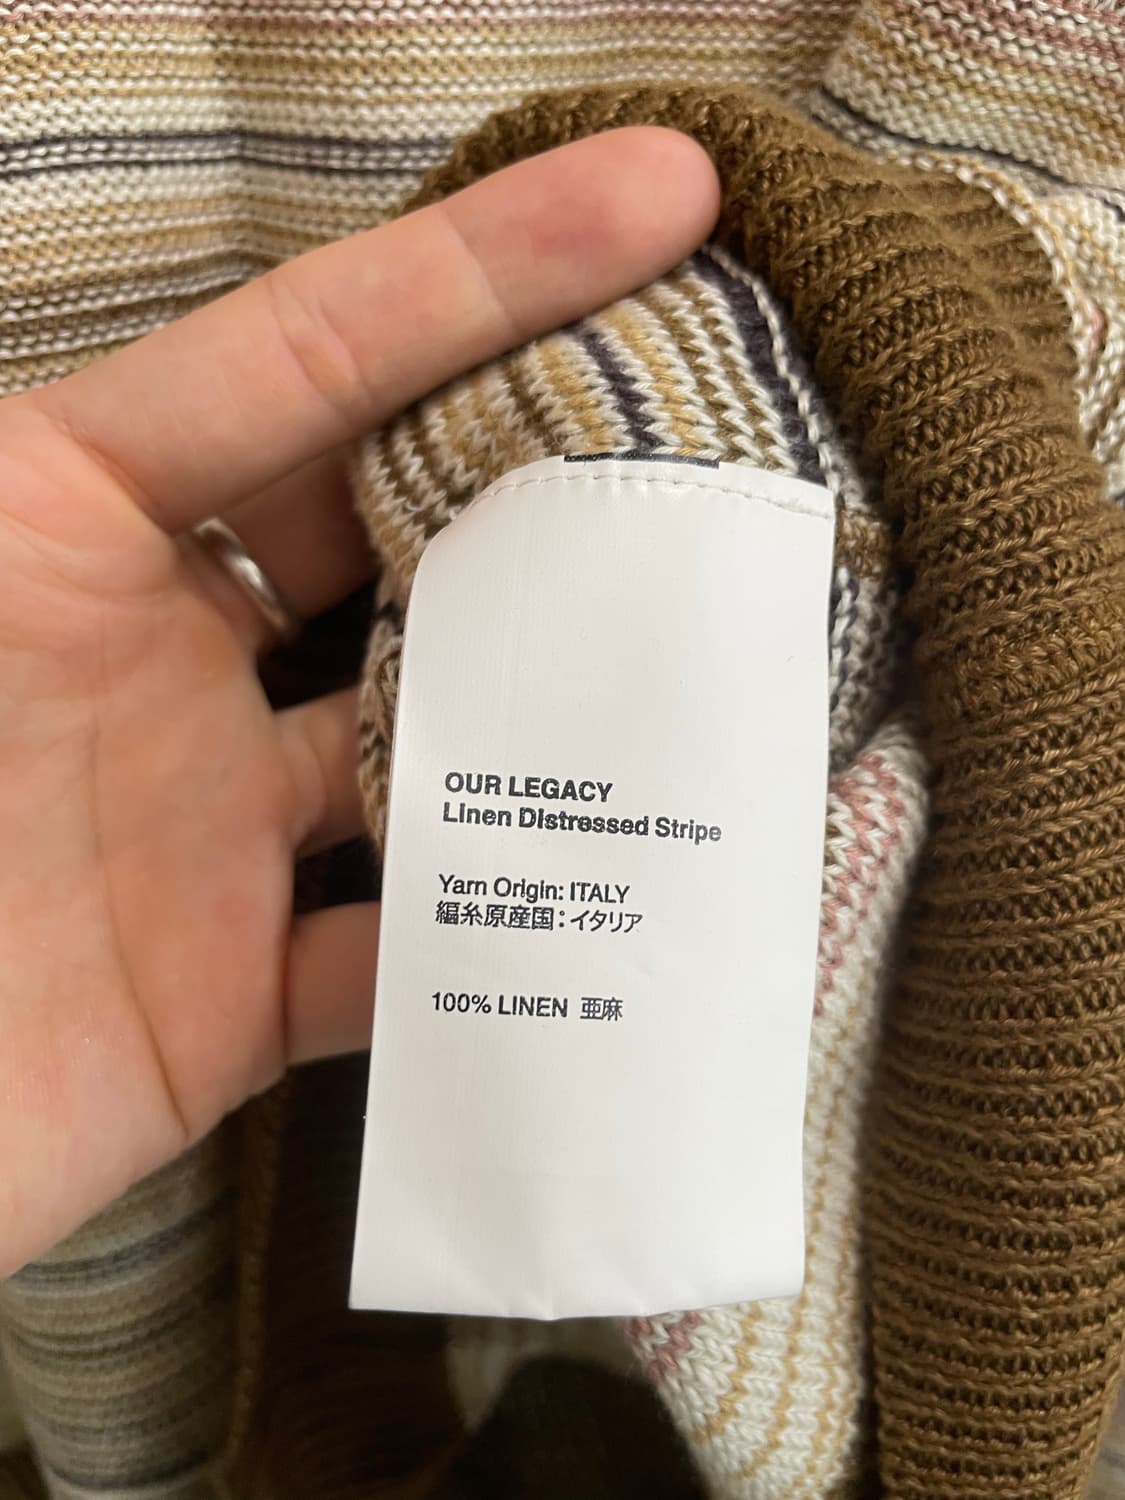 OUR LEGACY
Linen Distressed Stripe
Yarn Origin: ITALY
編糸原産国：イタリア
100% LINEN 亜麻